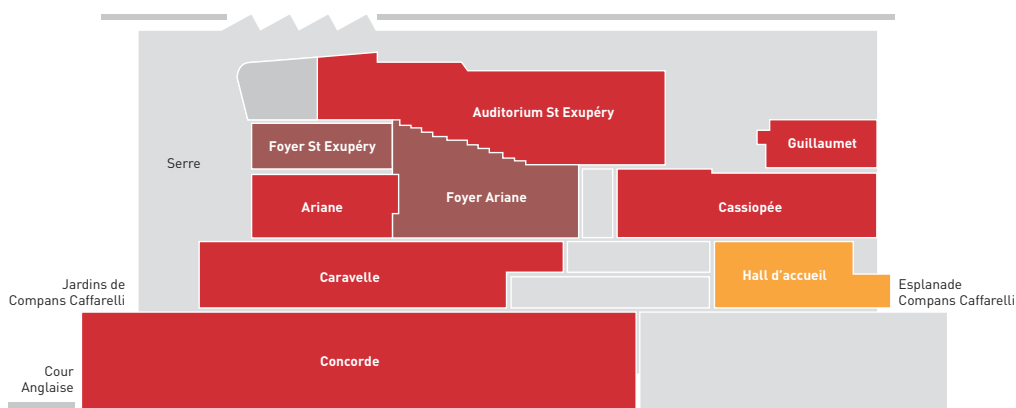 Auditorium St Exupéry
Foyer St Exupéry
Guillaumet
Serre
Ariane
Foyer Ariane
Cassiopée
Caravelle
Hall d'accueil
Jardins de
Compans Caffarelli
Esplanade
Compans Caffarelli
Concorde
Cour
Anglaise